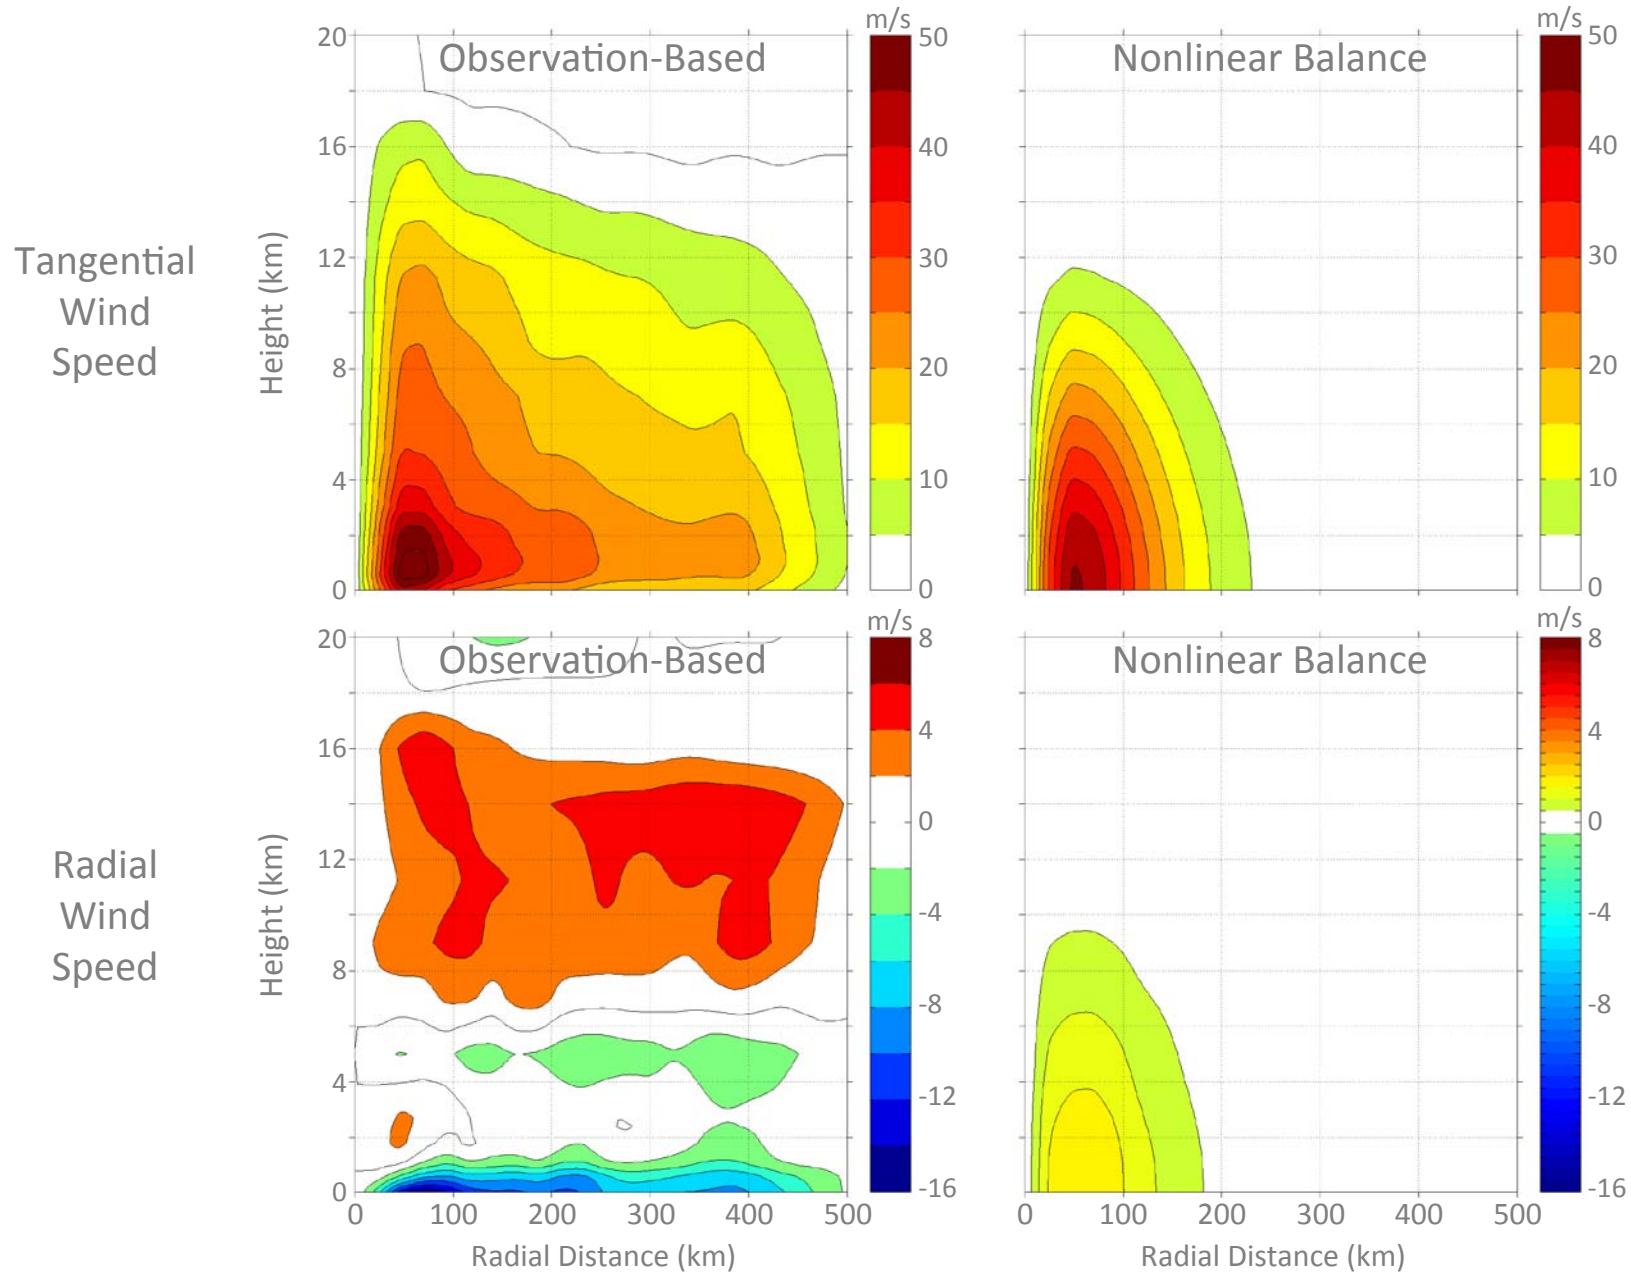 m/s
m/s
20
Observation-Based
50
Nonlinear Balance
50
16
40
40
Tangential
Wind
Speed
Height (km)
12
30
30
8
20
20
4
10
10
0
0
0
m/s
m/s
20
Observation-Based
8
Nonlinear Balance
8
16
4
4
Radial
Wind
Speed
Height (km)
12
0
0
8
-4
-4
-8
-8
4
-12
-12
0
-16
-16
0 100 200 300 400 500
0 100 200 300 400 500
Radial Distance (km)
Radial Distance (km)